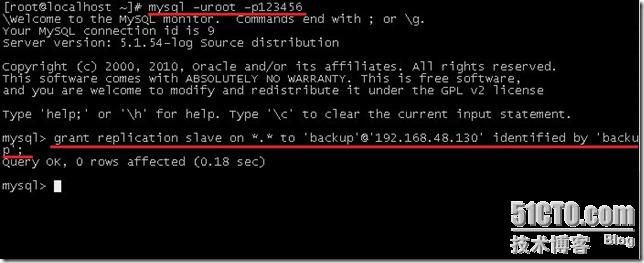 [root@localhost ~]# mysql -uroot -p123456
\Welcome to the MySQL monitor.  Commands end with ; or \g.
Your MySQL connection id is 9
Server version: 5.1.54-log Source distribution
Copyright (c) 2000, 2010, Oracle and/or its affiliates. All rights reserved.
This software comes with ABSOLUTELY NO WARRANTY. This is free software,
and you are welcome to modify and redistribute it under the GPL v2 license
Type 'help;' or '\h' for help. Type '\c' to clear the current input statement.
mysql> grant replication slave on *.* to 'backup'@'192.168.48.130' identified by 'backu
p';
Query OK, 0 rows affected (0.18 sec)
mysql>
51CTO.com
技术博客 Blog